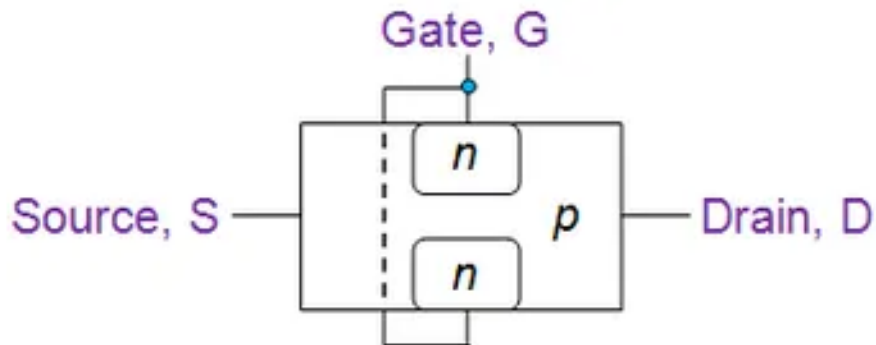 Gate, G
n
Source, S
p
Drain, D
n